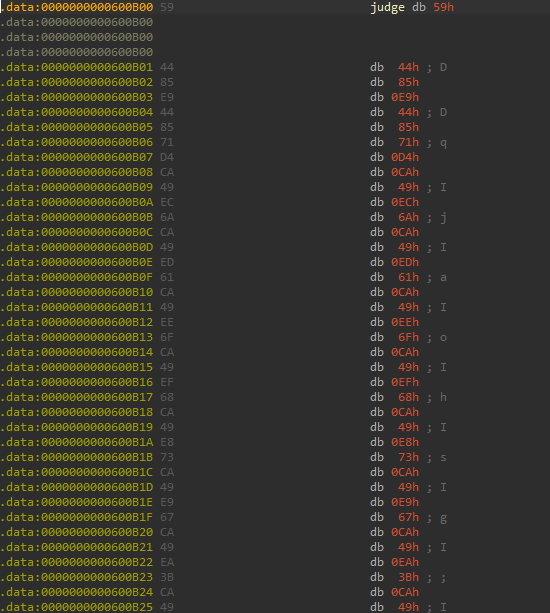 .data:0000000000600B00 59 judge db 59h
.data:0000000000600B00
.data:0000000000600B00
.data:0000000000600B00
.data:0000000000600B01 44 db 44h ; D
.data:0000000000600B02 85 db 85h
.data:0000000000600B03 E9 db 0E9h
.data:0000000000600B04 44 db 44h ; D
.data:0000000000600B05 85 db 85h
.data:0000000000600B06 71 db 71h ; q
.data:0000000000600B07 D4 db 0D4h
.data:0000000000600B08 CA db 0CAh
.data:0000000000600B09 49 db 49h ; I
.data:0000000000600B0A EC db 0ECh
.data:0000000000600B0B 6A db 6Ah ; j
.data:0000000000600B0C CA db 0CAh
.data:0000000000600B0D 49 db 49h ; I
.data:0000000000600B0E ED db 0EDh
.data:0000000000600B0F 61 db 61h ; a
.data:0000000000600B10 CA db 0CAh
.data:0000000000600B11 49 db 49h ; I
.data:0000000000600B12 EE db 0EEh
.data:0000000000600B13 6F db 6Fh ; o
.data:0000000000600B14 CA db 0CAh
.data:0000000000600B15 49 db 49h ; I
.data:0000000000600B16 EF db 0EFh
.data:0000000000600B17 68 db 68h ; h
.data:0000000000600B18 CA db 0CAh
.data:0000000000600B19 49 db 49h ; I
.data:0000000000600B1A E8 db 0E8h
.data:0000000000600B1B 73 db 73h ; s
.data:0000000000600B1C CA db 0CAh
.data:0000000000600B1D 49 db 49h ; I
.data:0000000000600B1E E9 db 0E9h
.data:0000000000600B1F 67 db 67h ; g
.data:0000000000600B20 CA db 0CAh
.data:0000000000600B21 49 db 49h ; I
.data:0000000000600B22 EA db 0EAh
.data:0000000000600B23 3B db 3Bh ; ;
.data:0000000000600B24 CA db 0CAh
.data:0000000000600B25 49 db 49h ; I